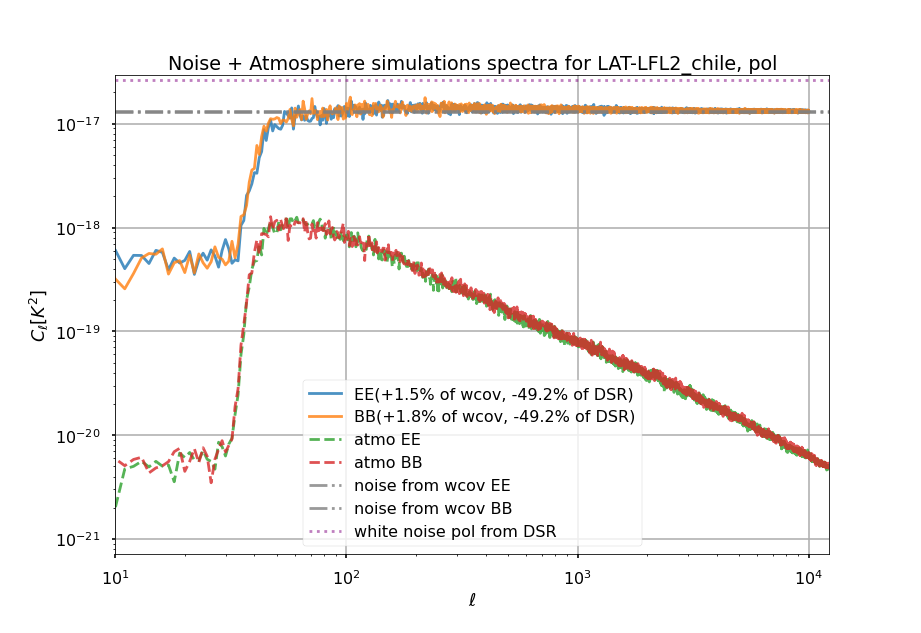 Noise + Atmosphere simulations spectra for LAT-LFL2_chile, pol
10⁻¹⁷
10⁻¹⁸
10⁻¹⁹
10⁻²⁰
10⁻²¹
Cℓ[K²]
EE(+1.5% of wcov, -49.2% of DSR)
BB(+1.8% of wcov, -49.2% of DSR)
atmo EE
atmo BB
noise from wcov EE
noise from wcov BB
white noise pol from DSR
10¹ 10² 10³ 10⁴
ℓ